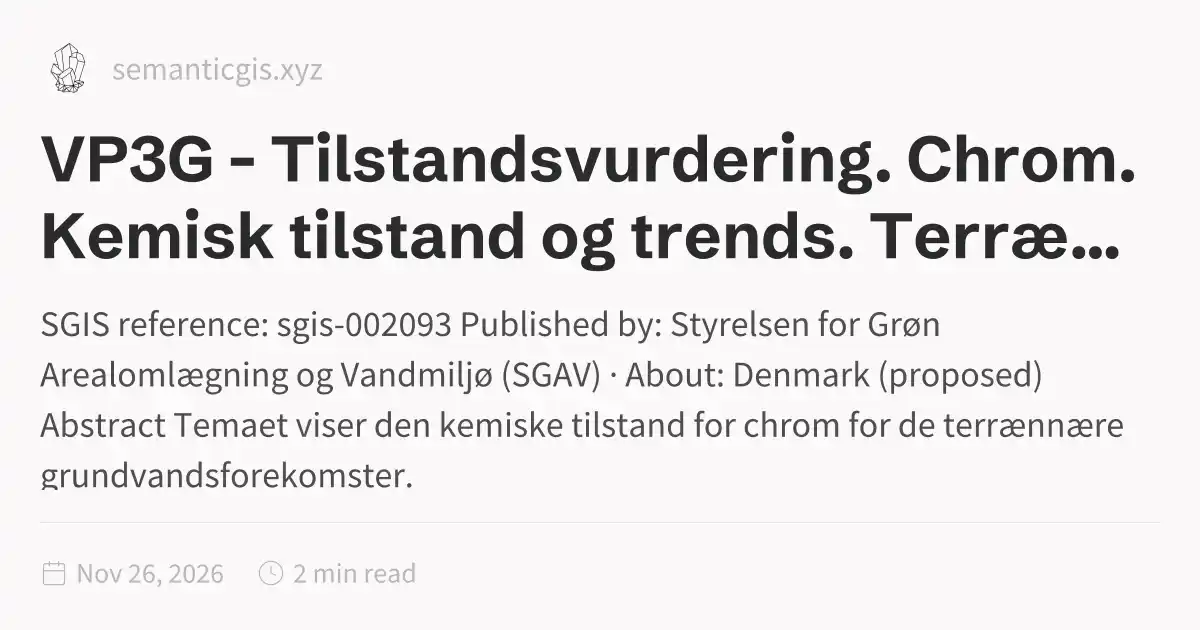 semanticgis.xyz
VP3G - Tilstandsvurdering. Chrom.
Kemisk tilstand og trends. Terræ...
SGIS reference: sgis-002093 Published by: Styrelsen for Grøn
Arealomlægning og Vandmiljø (SGAV) · About: Denmark (proposed)
Abstract Temaet viser den kemiske tilstand for chrom for de terrænnære
grundvandsforekomster.
Nov 26, 2026
2 min read